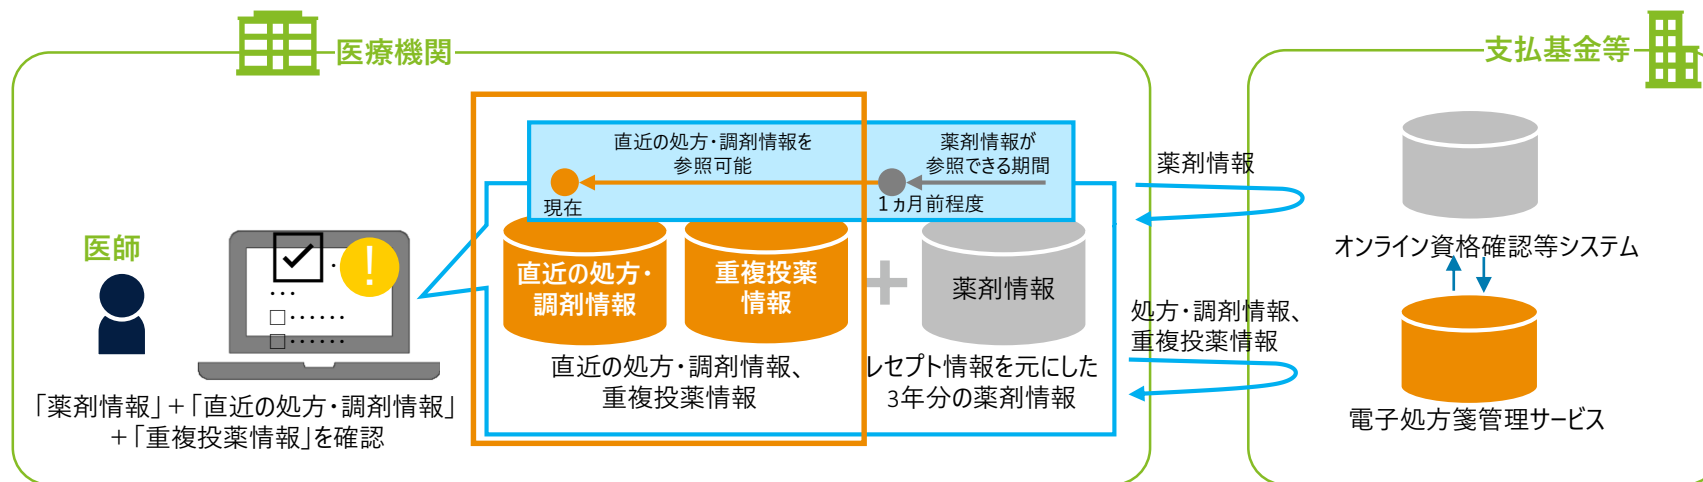 医療機関
支払基金等
直近の処方・調剤情報を
参照可能
薬剤情報が
参照できる期間
現在
1ヵ月前程度
薬剤情報
医師
直近の処方・
調剤情報
重複投薬
情報
+
薬剤情報
オンライン資格確認等システム
処方・調剤情報、
重複投薬情報
直近の処方・調剤情報、
重複投薬情報
レセプト情報を元にした
3年分の薬剤情報
「薬剤情報」+「直近の処方・調剤情報」
+「重複投薬情報」を確認
電子処方箋管理サービス